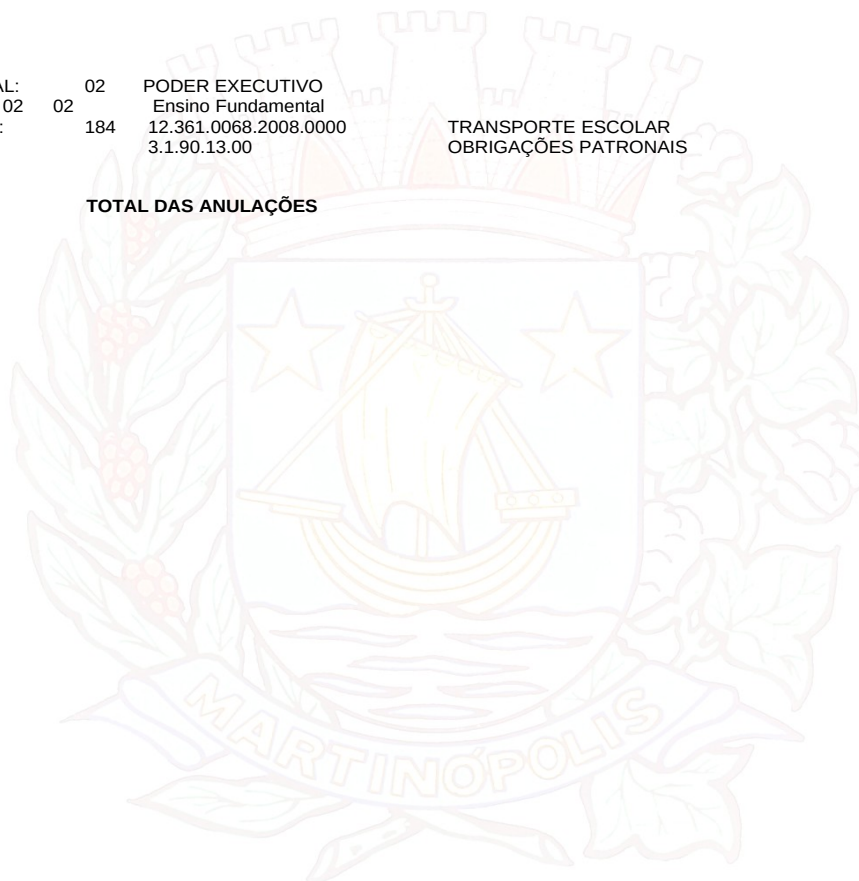 AL: 02 PODER EXECUTIVO
02 02 Ensino Fundamental
: 184 12.361.0068.2008.0000 TRANSPORTE ESCOLAR
3.1.90.13.00 OBRIGAÇÕES PATRONAIS
TOTAL DAS ANULAÇÕES
MARTINÓPOLIS